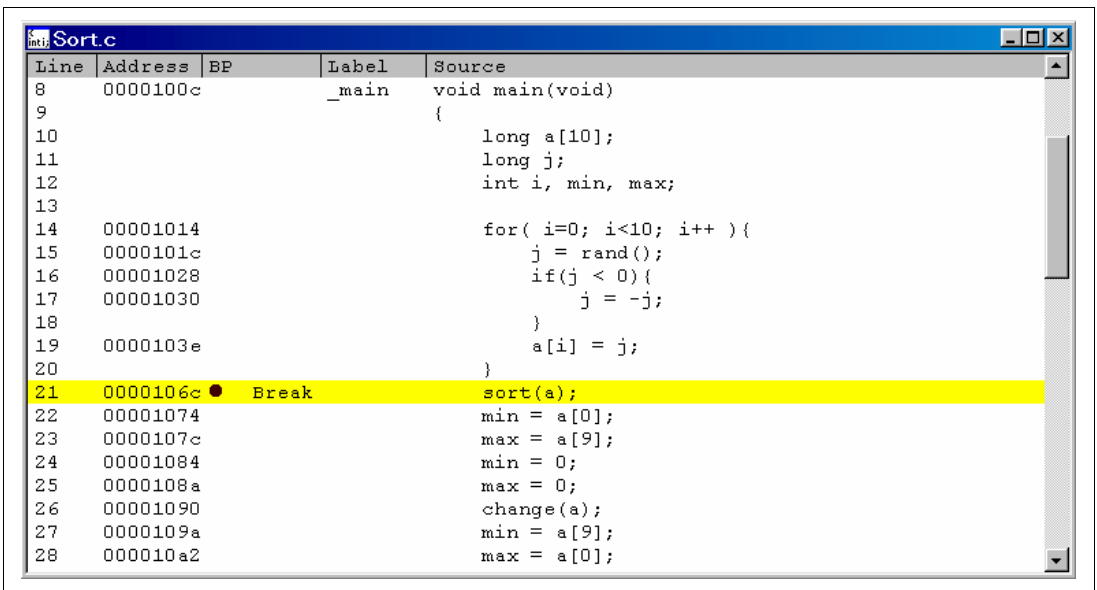 Sort.c
Line Address BP Label Source
8 0000100c _main void main(void)
9 {
10 long a[10];
11 long j;
12 int i, min, max;
13
14 00001014 for( i=0; i<10; i++ ){
15 0000101c j = rand();
16 00001028 if(j < 0){
17 00001030 j = -j;
18 }
19 0000103e a[i] = j;
20 }
21 0000106c ● Break sort(a);
22 00001074 min = a[0];
23 0000107c max = a[9];
24 00001084 min = 0;
25 0000108a max = 0;
26 00001090 change(a);
27 0000109a min = a[9];
28 000010a2 max = a[0];